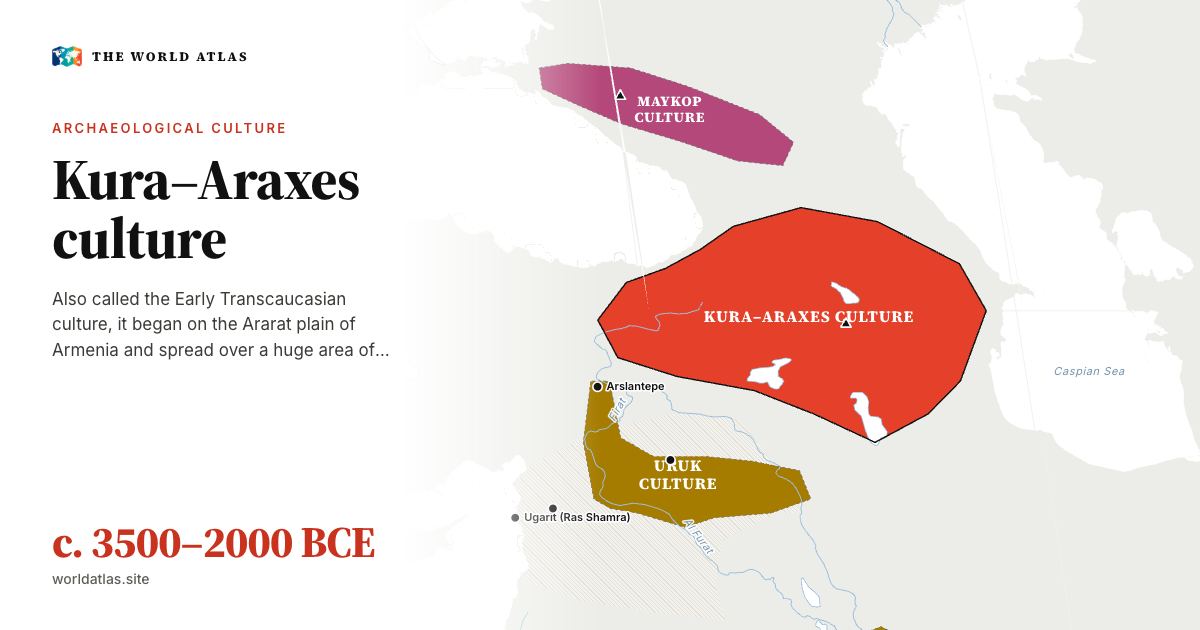 THE WORLD ATLAS
ARCHAEOLOGICAL CULTURE
Kura–Araxes
culture
Also called the Early Transcaucasian
culture, it began on the Ararat plain of
Armenia and spread over a huge area of...
c. 3500–2000 BCE
worldatlas.site
MAYKOP
CULTURE
KURA–ARAXES CULTURE
Caspian Sea
Arslantepe
Firat
URUK
CULTURE
Ugarit (Ras Shamra)
Al Furat